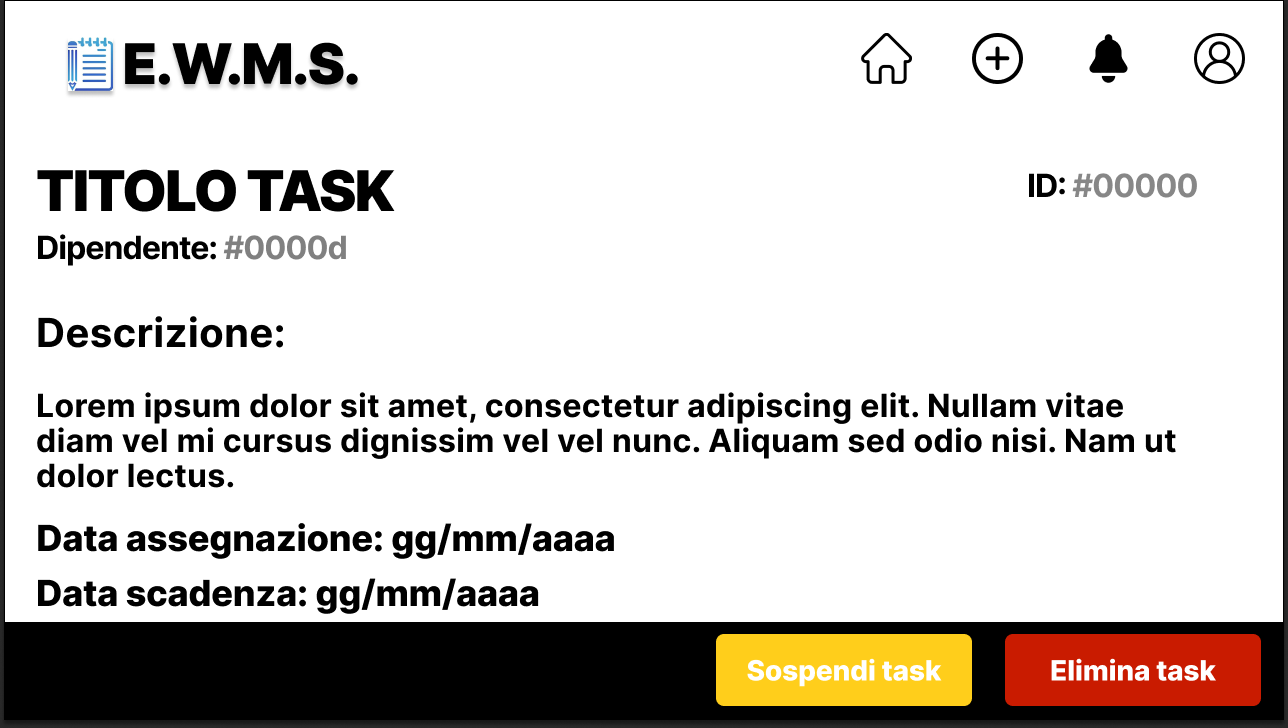 E.W.M.S.
TITOLO TASK
ID: #00000
Dipendente: #0000d
Descrizione:
Lorem ipsum dolor sit amet, consectetur adipiscing elit. Nullam vitae
diam vel mi cursus dignissim vel vel nunc. Aliquam sed odio nisi. Nam ut
dolor lectus.
Data assegnazione: gg/mm/aaaa
Data scadenza: gg/mm/aaaa
Sospendi task
Elimina task